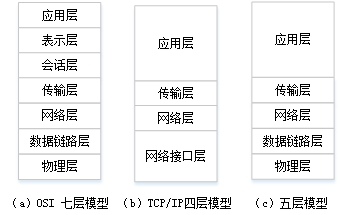 应用层
表示层
会话层
传输层
网络层
数据链路层
物理层
(a) OSI 七层模型
应用层
传输层
网络层
网络接口层
(b) TCP/IP四层模型
应用层
传输层
网络层
数据链路层
物理层
(c) 五层模型